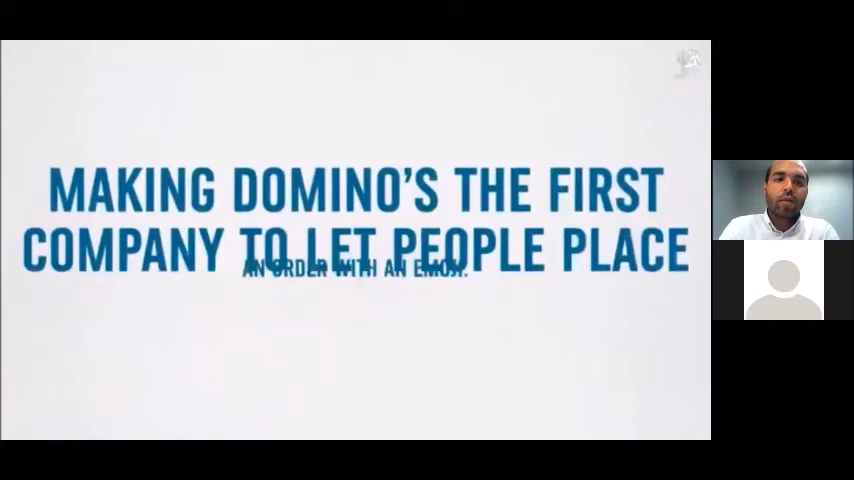 MAKING DOMINO'S THE FIRST
COMPANY TO LET PEOPLE PLACE
AN ORDER WITH AN EMOJI.